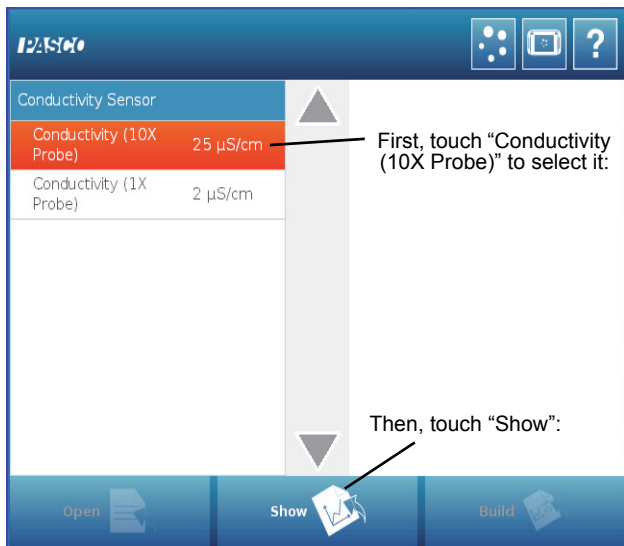 PASCO
?
Conductivity Sensor
Conductivity (10X
Probe)
25 µS/cm
First, touch “Conductivity
(10X Probe)” to select it:
Conductivity (1X
Probe)
2 µS/cm
Then, touch “Show”:
Open
Show
Build